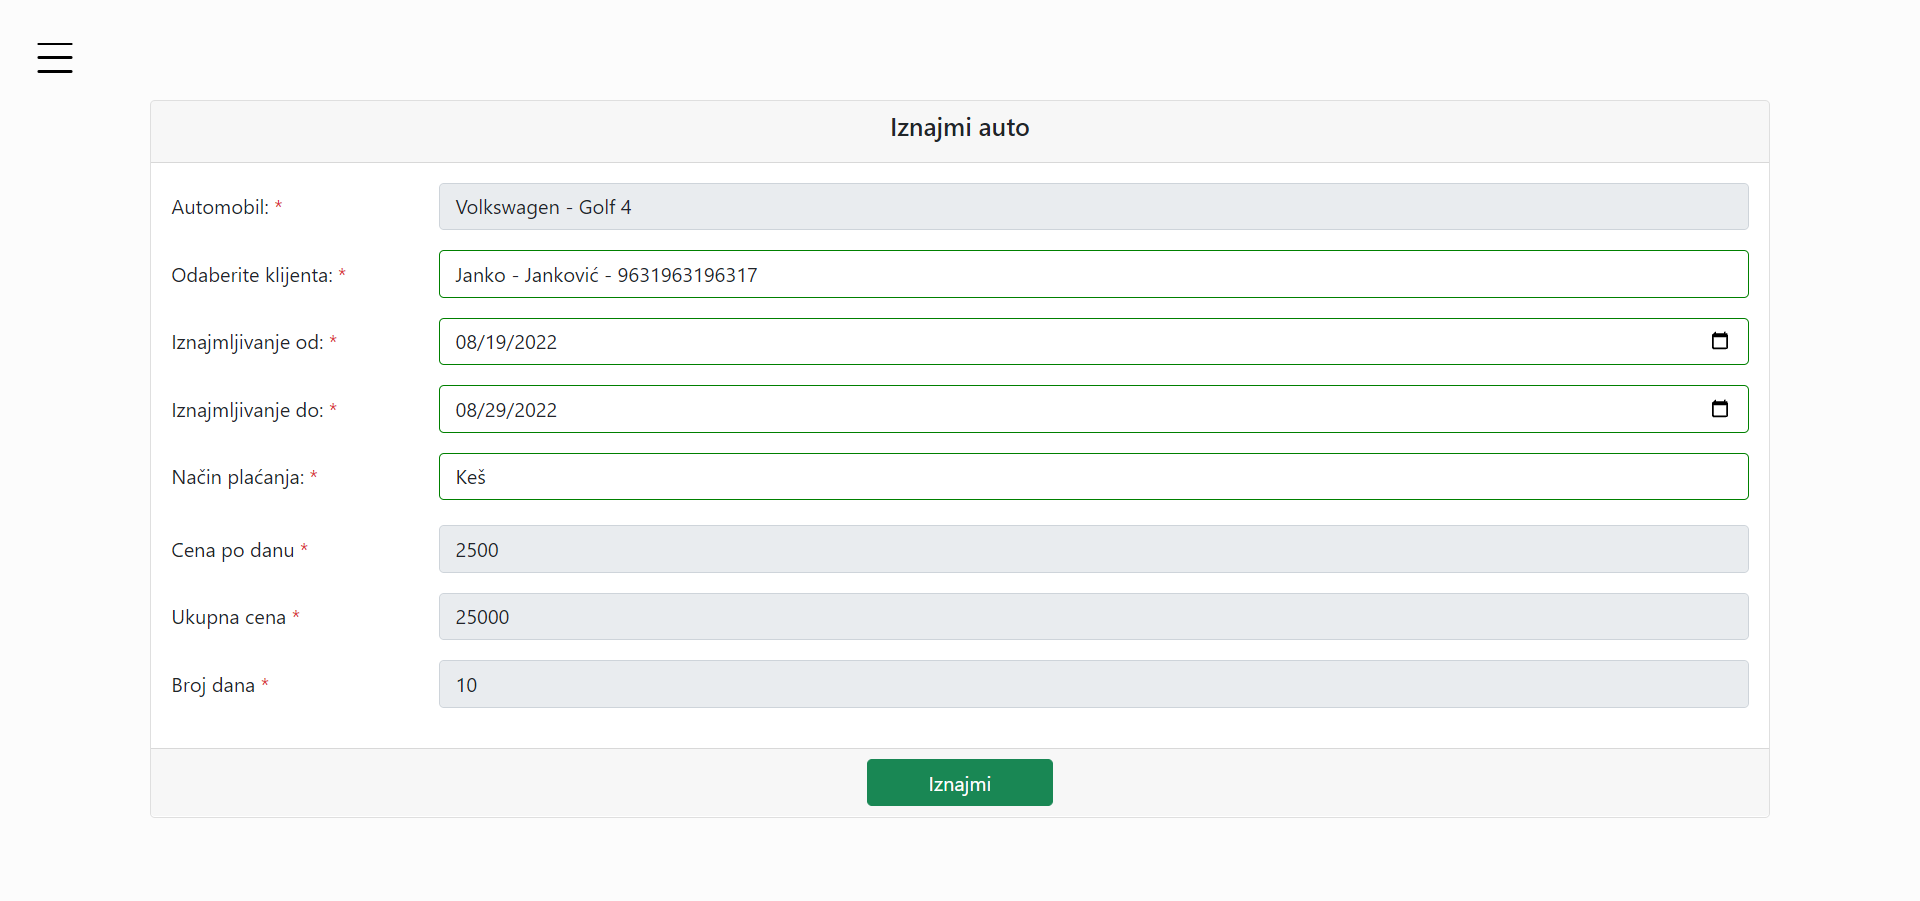 Iznajmi auto
Automobil: * Volkswagen - Golf 4
Odaberite klijenta: * Janko - Janković - 9631963196317
Iznajmljivanje od: * 08/19/2022
Iznajmljivanje do: * 08/29/2022
Način plaćanja: * Keš
Cena po danu * 2500
Ukupna cena * 25000
Broj dana * 10
Iznajmi